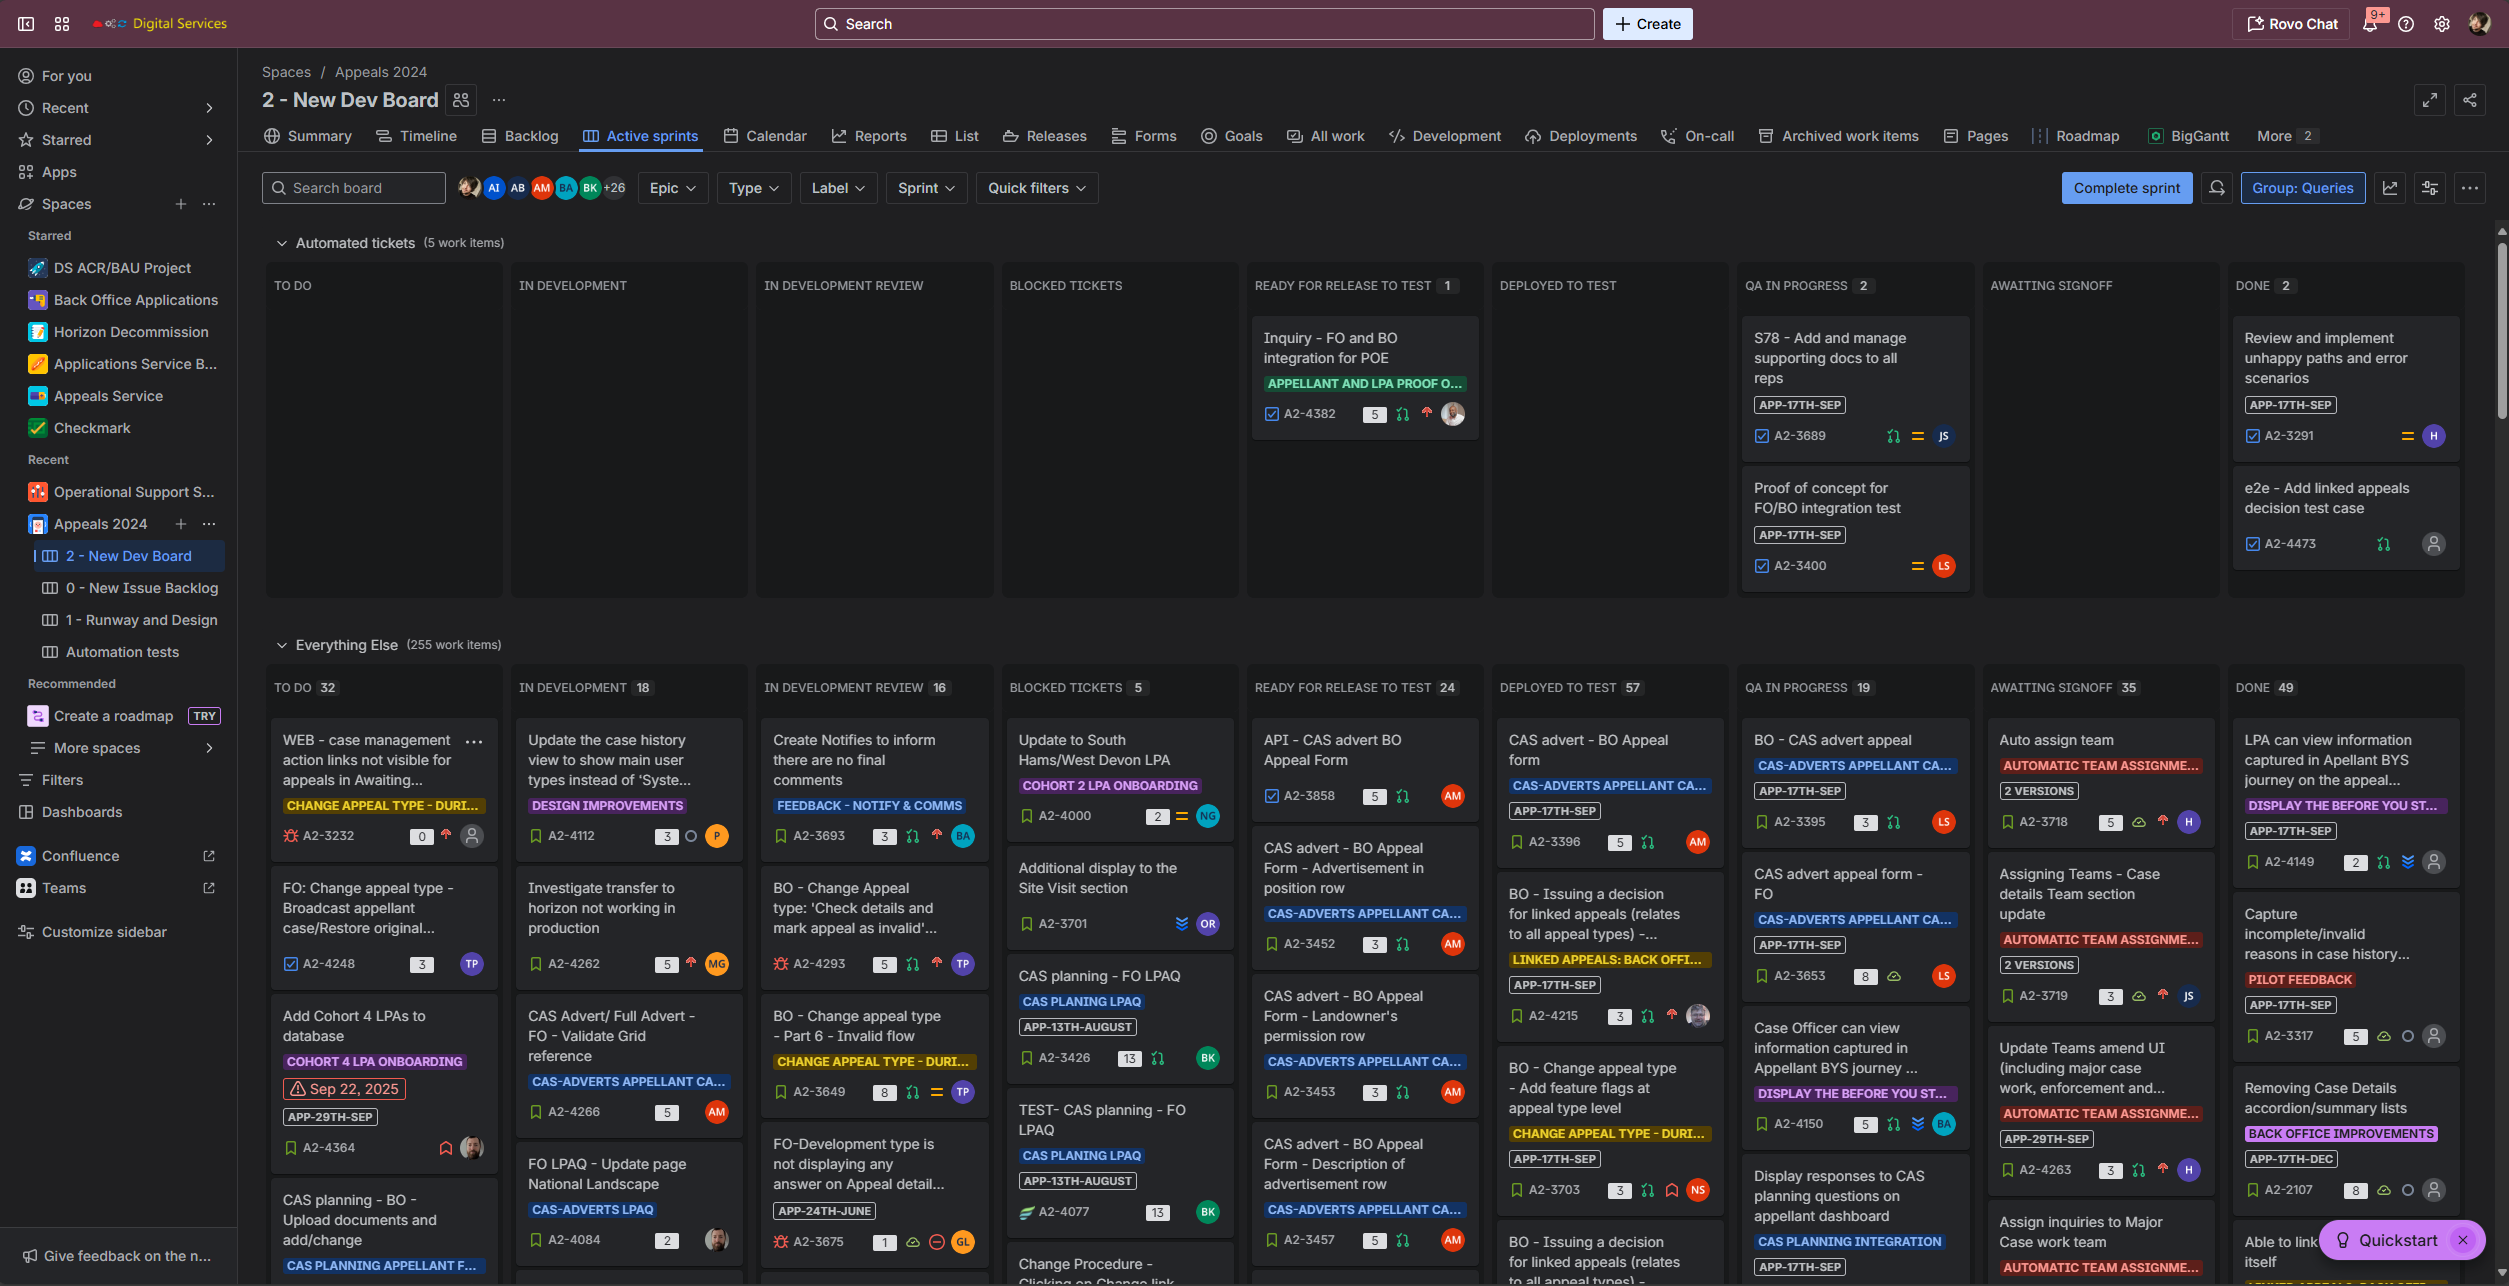 Digital Services
Search
Create
Rovo Chat
9+
For you
Recent
Starred
Apps
Spaces
Starred
DS ACR/BAU Project
Back Office Applications
Horizon Decommission
Applications Service B...
Appeals Service
Checkmark
Recent
Operational Support S...
Appeals 2024
2 - New Dev Board
0 - New Issue Backlog
1 - Runway and Design
Automation tests
Recommended
Create a roadmap TRY
More spaces
Filters
Dashboards
Confluence
Teams
Customize sidebar
Give feedback on the n...
Spaces / Appeals 2024
2 - New Dev Board
Summary Timeline Backlog Active sprints Calendar Reports List Releases Forms Goals All work Development Deployments On-call Archived work items Pages Roadmap BigGantt More 2
Search board
AI AB AM BA BK +26
Epic Type Label Sprint Quick filters
Complete sprint
Group: Queries
Automated tickets (5 work items)
TO DO
IN DEVELOPMENT
IN DEVELOPMENT REVIEW
BLOCKED TICKETS
READY FOR RELEASE TO TEST 1
Inquiry - FO and BO
integration for POE
APPELLANT AND LPA PROOF O...
A2-4382 5
DEPLOYED TO TEST
QA IN PROGRESS 2
S78 - Add and manage
supporting docs to all
reps
APP-17TH-SEP
A2-3689 JS
Proof of concept for
FO/BO integration test
APP-17TH-SEP
A2-3400 LS
AWAITING SIGNOFF
DONE 2
Review and implement
unhappy paths and error
scenarios
APP-17TH-SEP
A2-3291 H
e2e - Add linked appeals
decision test case
A2-4473
Everything Else (255 work items)
TO DO 32
WEB - case management
action links not visible for
appeals in Awaiting...
CHANGE APPEAL TYPE - DURI...
A2-3232 0
FO: Change appeal type -
Broadcast appellant
case/Restore original...
A2-4248 3 TP
Add Cohort 4 LPAs to
database
COHORT 4 LPA ONBOARDING
Sep 22, 2025
APP-29TH-SEP
A2-4364
CAS planning - BO -
Upload documents and
add/change
CAS PLANNING APPELLANT F...
IN DEVELOPMENT 18
Update the case history
view to show main user
types instead of 'Syste...
DESIGN IMPROVEMENTS
A2-4112 3 P
Investigate transfer to
horizon not working in
production
A2-4262 5 MG
CAS Advert/ Full Advert -
FO - Validate Grid
reference
CAS-ADVERTS APPELLANT CA...
A2-4266 5 AM
FO LPAQ - Update page
National Landscape
CAS-ADVERTS LPAQ
A2-4084 2
IN DEVELOPMENT REVIEW 16
Create Notifies to inform
there are no final
comments
FEEDBACK - NOTIFY & COMMS
A2-3693 3 BA
BO - Change Appeal
type: 'Check details and
mark appeal as invalid'...
A2-4293 5 TP
BO - Change appeal type
- Part 6 - Invalid flow
CHANGE APPEAL TYPE - DURI...
A2-3649 8 TP
FO-Development type is
not displaying any
answer on Appeal detail...
APP-24TH-JUNE
A2-3675 1 GL
BLOCKED TICKETS 5
Update to South
Hams/West Devon LPA
COHORT 2 LPA ONBOARDING
A2-4000 2 NG
Additional display to the
Site Visit section
A2-3701 OR
CAS planning - FO LPAQ
CAS PLANING LPAQ
APP-13TH-AUGUST
A2-3426 13 BK
TEST- CAS planning - FO
LPAQ
CAS PLANING LPAQ
APP-13TH-AUGUST
A2-4077 13 BK
Change Procedure -
Clicking on Change link
READY FOR RELEASE TO TEST 24
API - CAS advert BO
Appeal Form
A2-3858 5 AM
CAS advert - BO Appeal
Form - Advertisement in
position row
CAS-ADVERTS APPELLANT CA...
A2-3452 3 AM
CAS advert - BO Appeal
Form - Landowner's
permission row
CAS-ADVERTS APPELLANT CA...
A2-3453 3 AM
CAS advert - BO Appeal
Form - Description of
advertisement row
CAS-ADVERTS APPELLANT CA...
A2-3457 5 AM
DEPLOYED TO TEST 57
CAS advert - BO Appeal
form
CAS-ADVERTS APPELLANT CA...
APP-17TH-SEP
A2-3396 5 AM
BO - Issuing a decision
for linked appeals (relates
to all appeal types) -...
LINKED APPEALS: BACK OFFI...
APP-17TH-SEP
A2-4215 3
BO - Change appeal type
- Add feature flags at
appeal type level
CHANGE APPEAL TYPE - DURI...
APP-17TH-SEP
A2-3703 3 NS
BO - Issuing a decision
for linked appeals (relates
to all appeal types) -
QA IN PROGRESS 19
BO - CAS advert appeal
CAS-ADVERTS APPELLANT CA...
APP-17TH-SEP
A2-3395 3 LS
CAS advert appeal form -
FO
CAS-ADVERTS APPELLANT CA...
APP-17TH-SEP
A2-3653 8 LS
Case Officer can view
information captured in
Appellant BYS journey ...
DISPLAY THE BEFORE YOU ST...
A2-4150 5 BA
Display responses to CAS
planning questions on
appellant dashboard
CAS PLANNING INTEGRATION
APP-17TH-SEP
AWAITING SIGNOFF 35
Auto assign team
AUTOMATIC TEAM ASSIGNME...
2 VERSIONS
A2-3718 5 H
Assigning Teams - Case
details Team section
update
AUTOMATIC TEAM ASSIGNME...
2 VERSIONS
A2-3719 3 JS
Update Teams amend UI
(including major case
work, enforcement and...
AUTOMATIC TEAM ASSIGNME...
APP-29TH-SEP
A2-4263 3 H
Assign inquiries to Major
Case work team
AUTOMATIC TEAM ASSIGNME...
DONE 49
LPA can view information
captured in Apellant BYS
journey on the appeal...
DISPLAY THE BEFORE YOU ST...
APP-17TH-SEP
A2-4149 2
Capture
incomplete/invalid
reasons in case history...
PILOT FEEDBACK
APP-17TH-SEP
A2-3317 5
Removing Case Details
accordion/summary lists
BACK OFFICE IMPROVEMENTS
APP-17TH-DEC
A2-2107 8
Able to link
itself
Quickstart